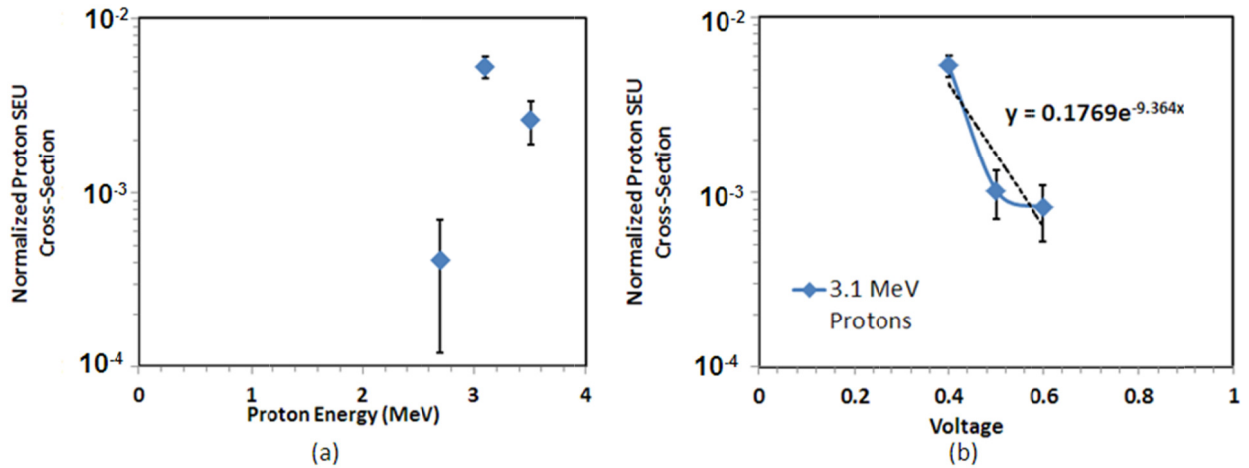 10-2
10-3
10-4
Normalized Proton SEU
Cross-Section
0 1 2 3 4
Proton Energy (MeV)
(a)
10-2
10-3
10-4
Normalized Proton SEU
Cross-Section
y = 0.1769e-9.364x
3.1 MeV
Protons
0 0.2 0.4 0.6 0.8 1
Voltage
(b)